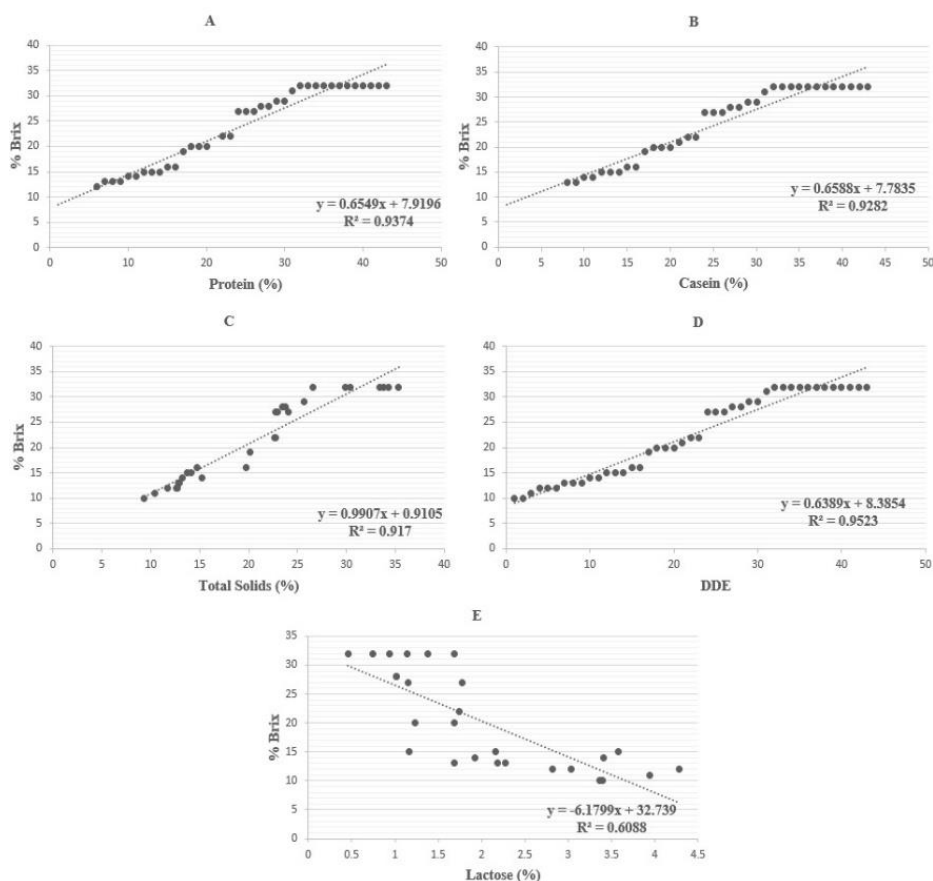 A
40
35
30
25
20
15
10
5
0
% Brix
0 10 20 30 40 50
Protein (%)
y = 0.6549x + 7.9196
R² = 0.9374
B
40
35
30
25
20
15
10
5
0
% Brix
0 5 10 15 20 25 30 35 40 45 50
Casein (%)
y = 0.6588x + 7.7835
R² = 0.9282
C
40
35
30
25
20
15
10
5
0
% Brix
0 5 10 15 20 25 30 35 40
Total Solids (%)
y = 0.9907x + 0.9105
R² = 0.917
D
40
35
30
25
20
15
10
5
0
% Brix
0 10 20 30 40 50
DDE
y = 0.6389x + 8.3854
R² = 0.9523
E
35
30
25
20
15
10
5
0
% Brix
0 0.5 1 1.5 2 2.5 3 3.5 4 4.5
Lactose (%)
y = -6.1799x + 32.739
R² = 0.6088